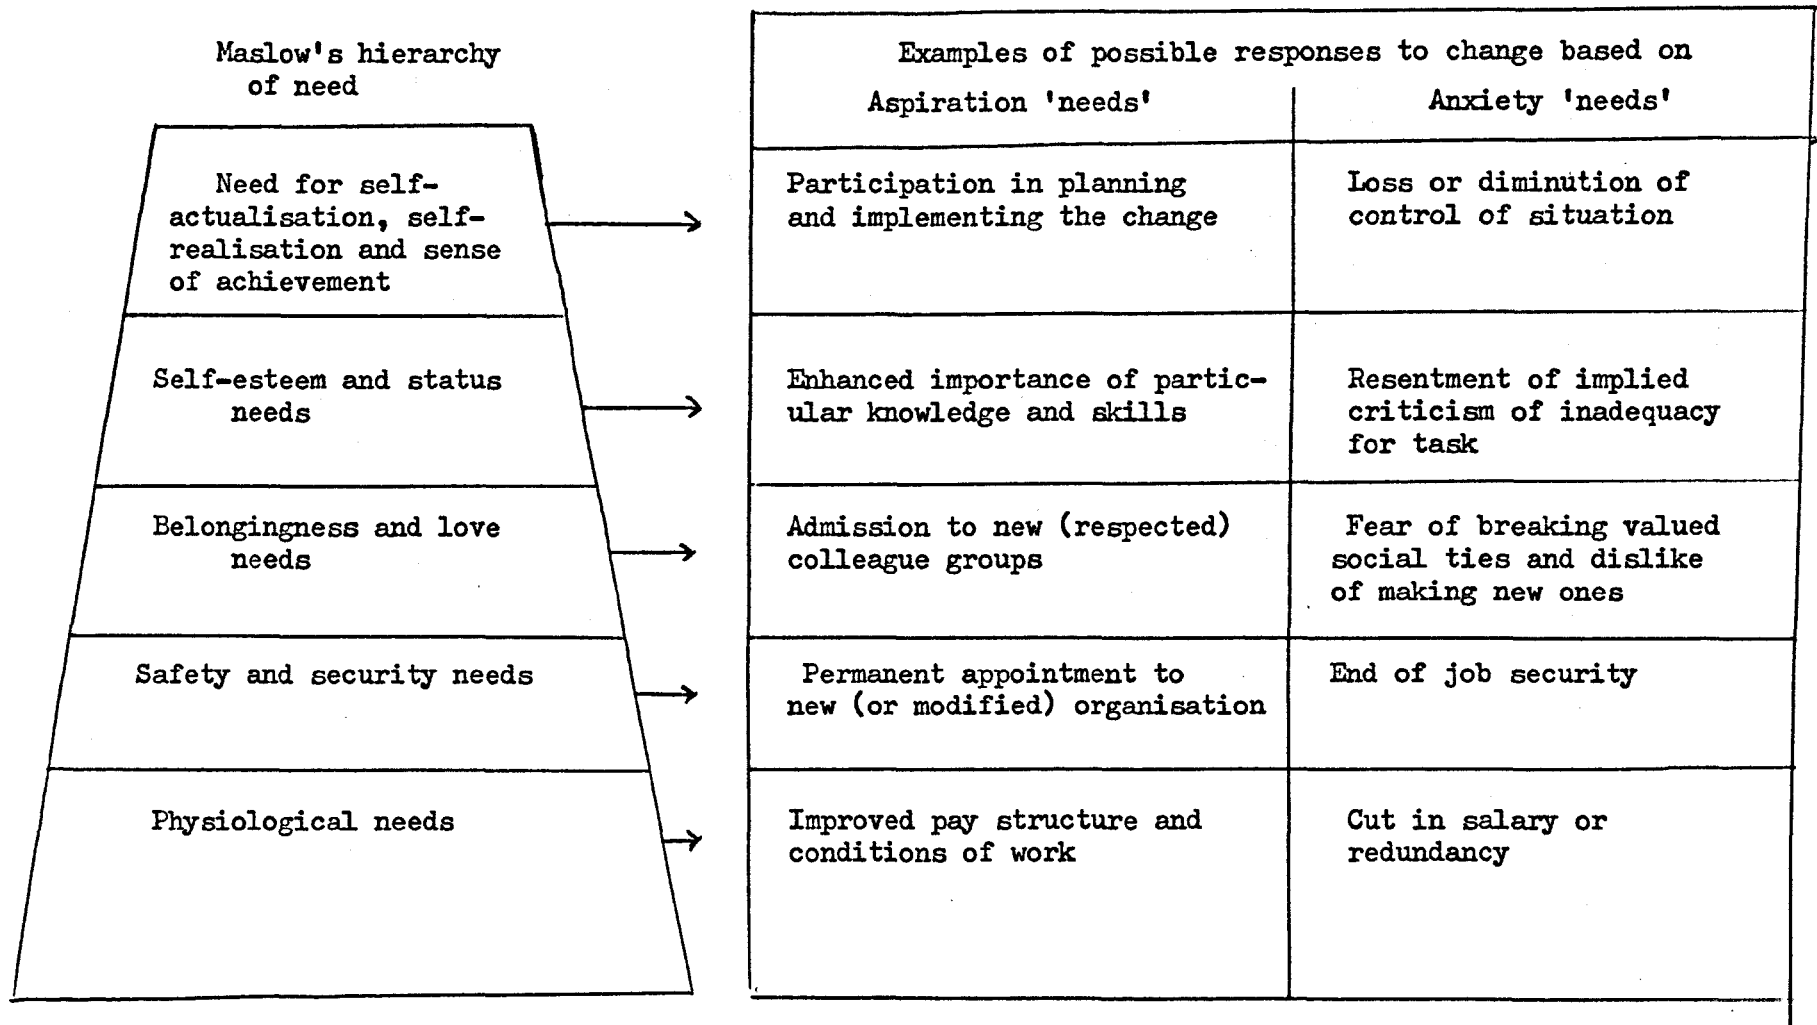 Maslow's hierarchy
of need
Examples of possible responses to change based on
Aspiration 'needs'
Anxiety 'needs'
Need for self-
actualisation, self-
realisation and sense
of achievement
Participation in planning
and implementing the change
Loss or diminution of
control of situation
Self-esteem and status
needs
Enhanced importance of partic-
ular knowledge and skills
Resentment of implied
criticism of inadequacy
for task
Belongingness and love
needs
Admission to new (respected)
colleague groups
Fear of breaking valued
social ties and dislike
of making new ones
Safety and security needs
Permanent appointment to
new (or modified) organisation
End of job security
Physiological needs
Improved pay structure and
conditions of work
Cut in salary or
redundancy